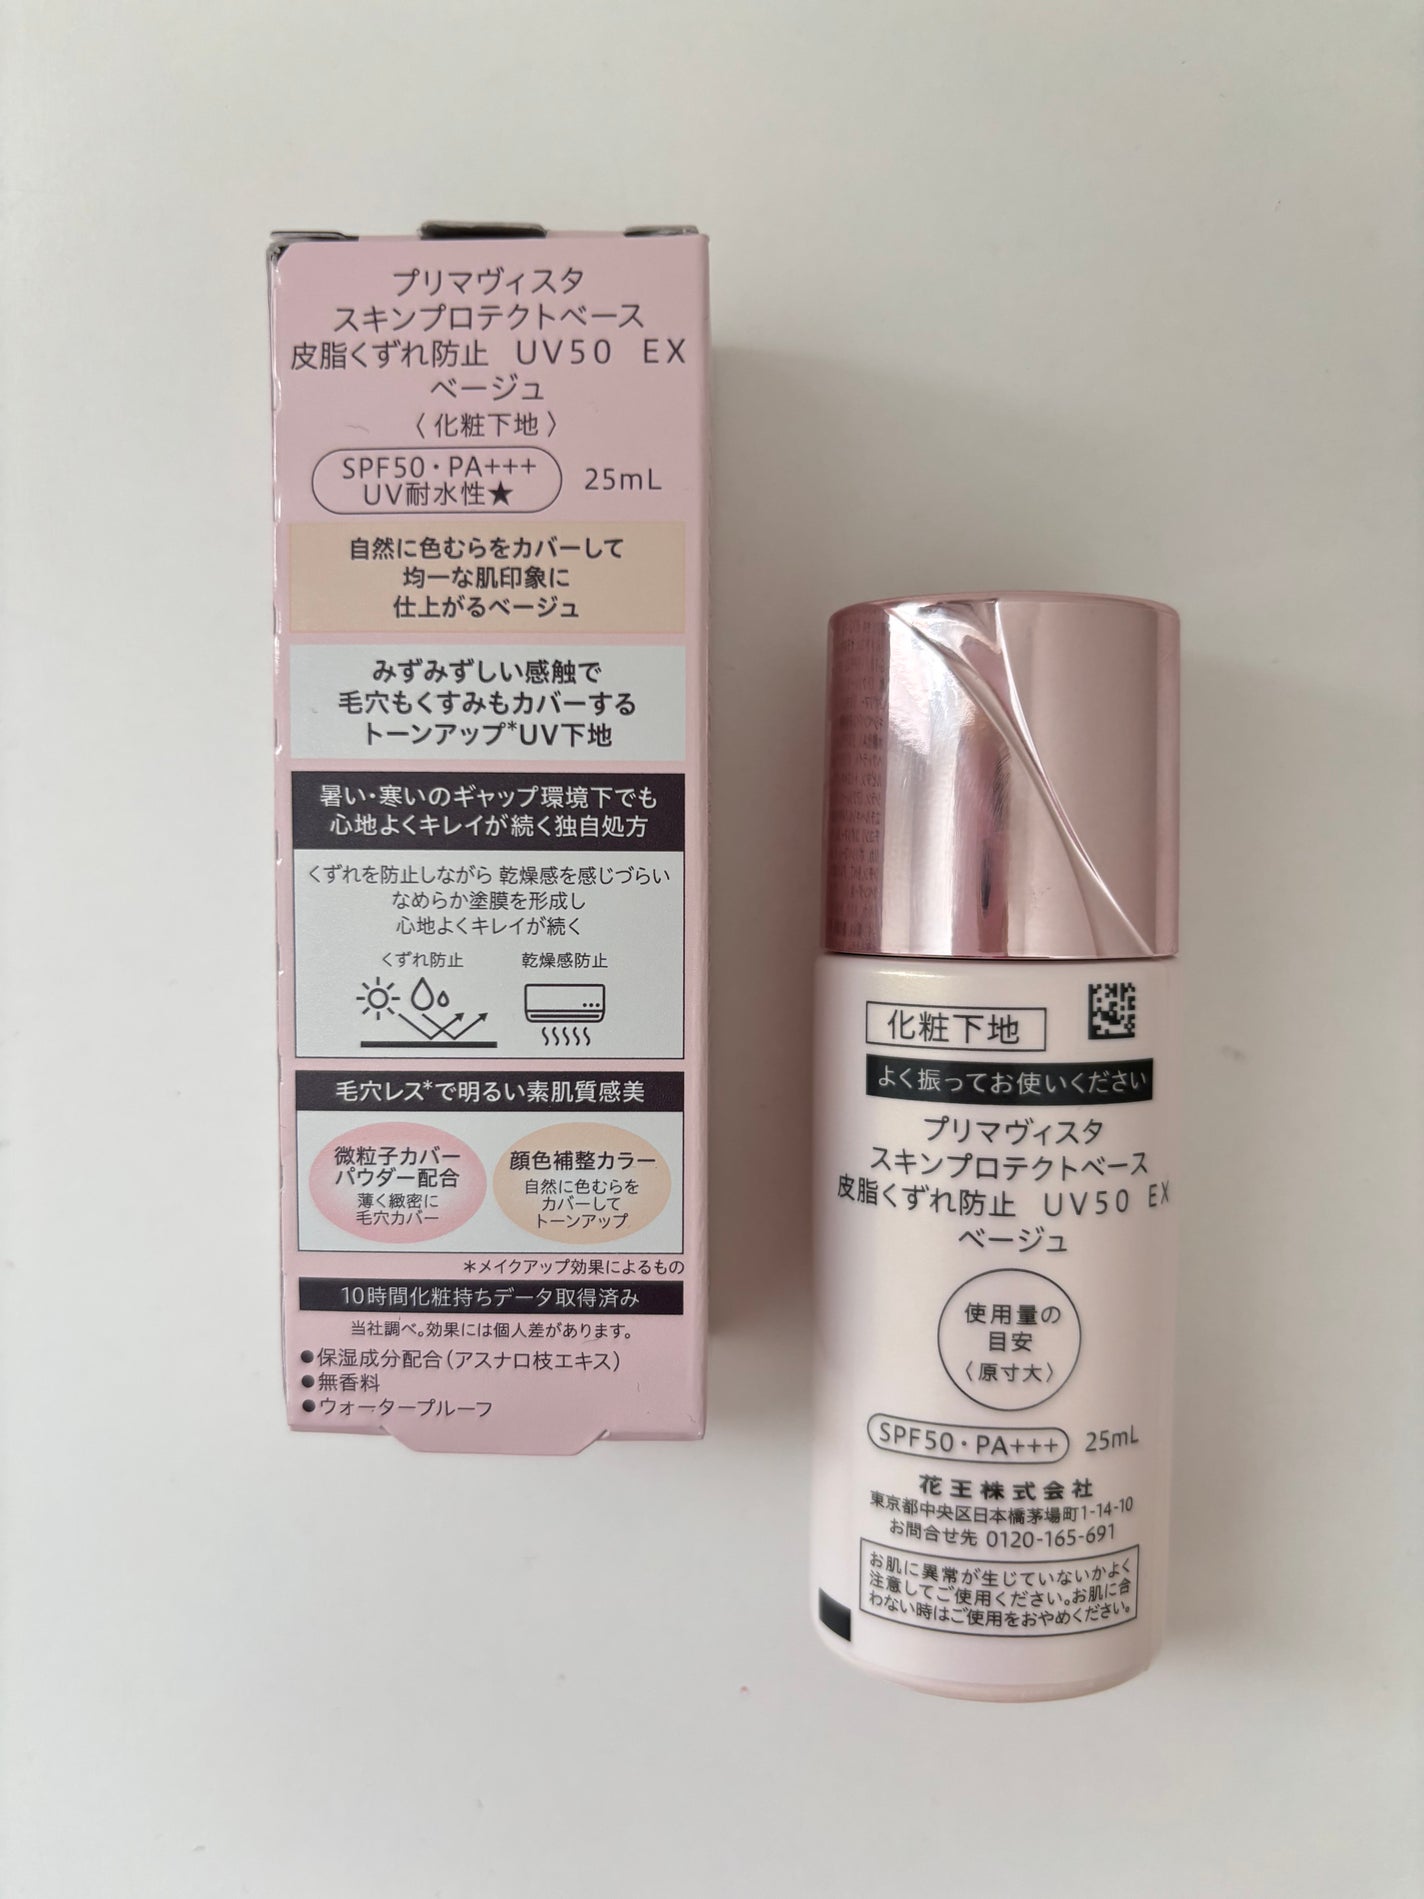 プリマヴィスタ
スキンプロテクトベース
皮脂くずれ防止 UV50 EX
ベージュ
〈化粧下地〉
SPF50・PA+++
UV耐水性★
25mL
自然に色むらをカバーして
均一な肌印象に
仕上がるベージュ
みずみずしい感触で
毛穴もくすみもカバーする
トーンアップ*UV下地
暑い・寒いのギャップ環境下でも
心地よくキレイが続く独自処方
くずれを防止しながら 乾燥感を感じづらい
なめらか塗膜を形成し
心地よくキレイが続く
くずれ防止
乾燥感防止
毛穴レス*で明るい素肌質感美
微粒子カバー
パウダー配合
薄く緻密に
毛穴カバー
顔色補整カラー
自然に色むらを
カバーして
トーンアップ
*メイクアップ効果によるもの
10時間化粧持ちデータ取得済み
当社調べ。効果には個人差があります。
●保湿成分配合(アスナロ枝エキス)
●無香料
●ウォータープルーフ
化粧下地
よく振ってお使いください
プリマヴィスタ
スキンプロテクトベース
皮脂くずれ防止 UV50 EX
ベージュ
使用量の
目安
〈原寸大〉
SPF50・PA+++ 25mL
花王株式会社
東京都中央区日本橋茅場町1-14-10
お問合せ先 0120-165-691
お肌に異常が生じていないかよく
注意してご使用ください。お肌に合
わない時はご使用をおやめください。